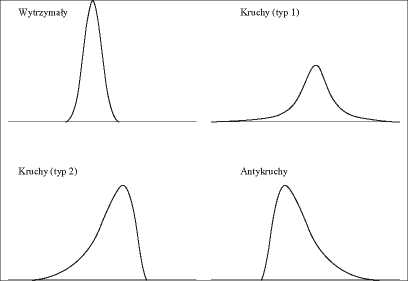 Wytrzymały
Kruchy (typ 1)
Kruchy (typ 2)
Antykruchy